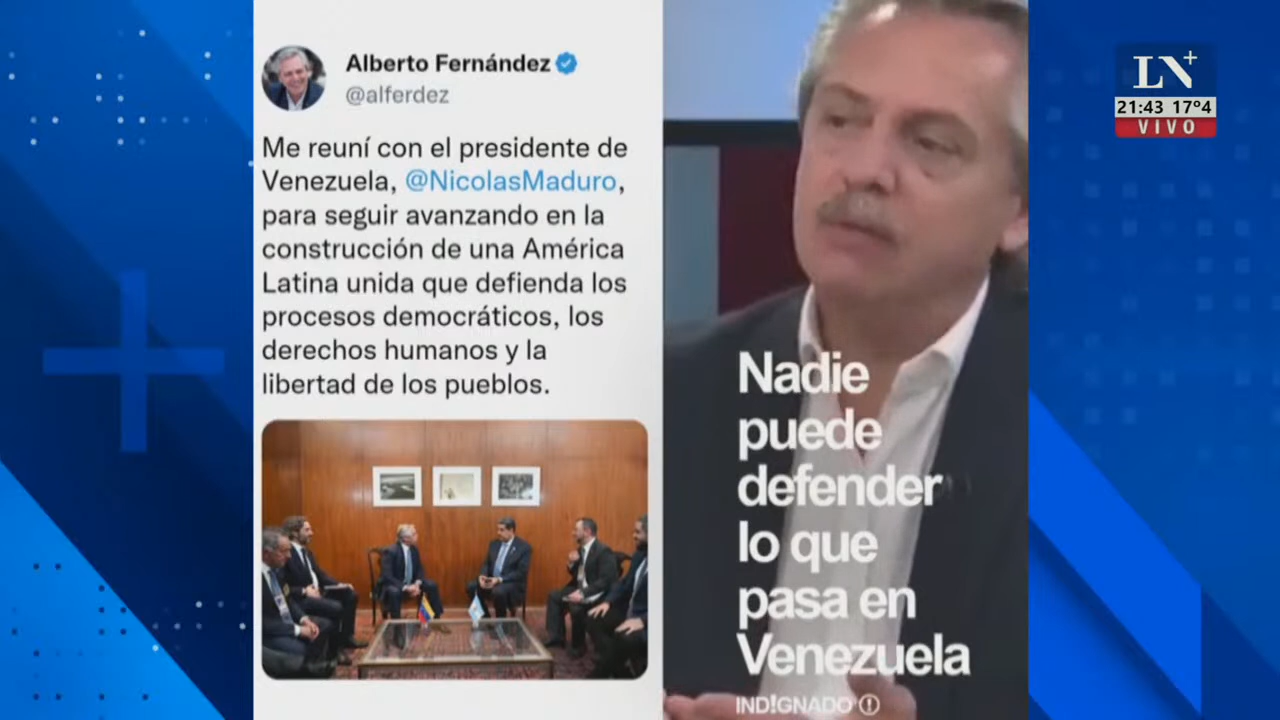 Alberto Fernández
@alferdez
Me reuní con el presidente de
Venezuela, @NicolasMaduro,
para seguir avanzando en la
construcción de una América
Latina unida que defienda los
procesos democráticos, los
derechos humanos y la
libertad de los pueblos.
Nadie
puede
defender
lo que
pasa en
Venezuela
IND!GNADO
LN+
21:43 17º4
VIVO